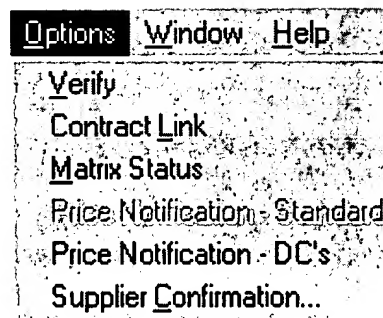 Options Window Help
Verify
Contract Link
Matrix Status
Price Notification - Standard
Price Notification - DC's
Supplier Confirmation...